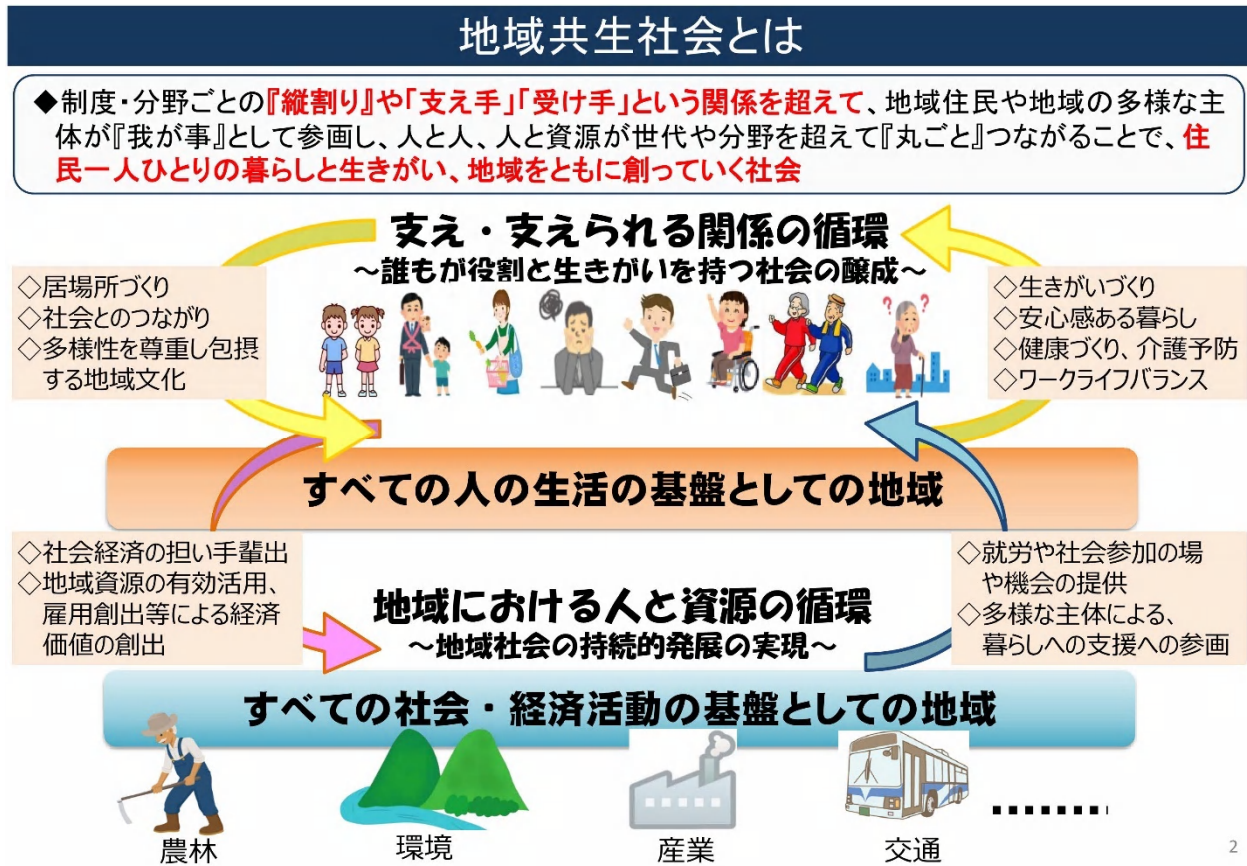 地域共生社会とは
◆制度・分野ごとの『縦割り』や「支え手」「受け手」という関係を超えて、地域住民や地域の多様な主
体が『我が事』として参画し、人と人、人と資源が世代や分野を超えて『丸ごと』つながることで、住
民一人ひとりの暮らしと生きがい、地域をともに創っていく社会
支え・支えられる関係の循環
～誰もが役割と生きがいを持つ社会の醸成～
◇居場所づくり
◇社会とのつながり
◇多様性を尊重し包摂
する地域文化
◇生きがいづくり
◇安心感ある暮らし
◇健康づくり、介護予防
◇ワークライフバランス
すべての人の生活の基盤としての地域
◇社会経済の担い手輩出
◇地域資源の有効活用、
雇用創出等による経済
価値の創出
地域における人と資源の循環
～地域社会の持続的発展の実現～
◇就労や社会参加の場
や機会の提供
◇多様な主体による、
暮らしへの支援への参画
すべての社会・経済活動の基盤としての地域
農林
環境
産業
交通
2